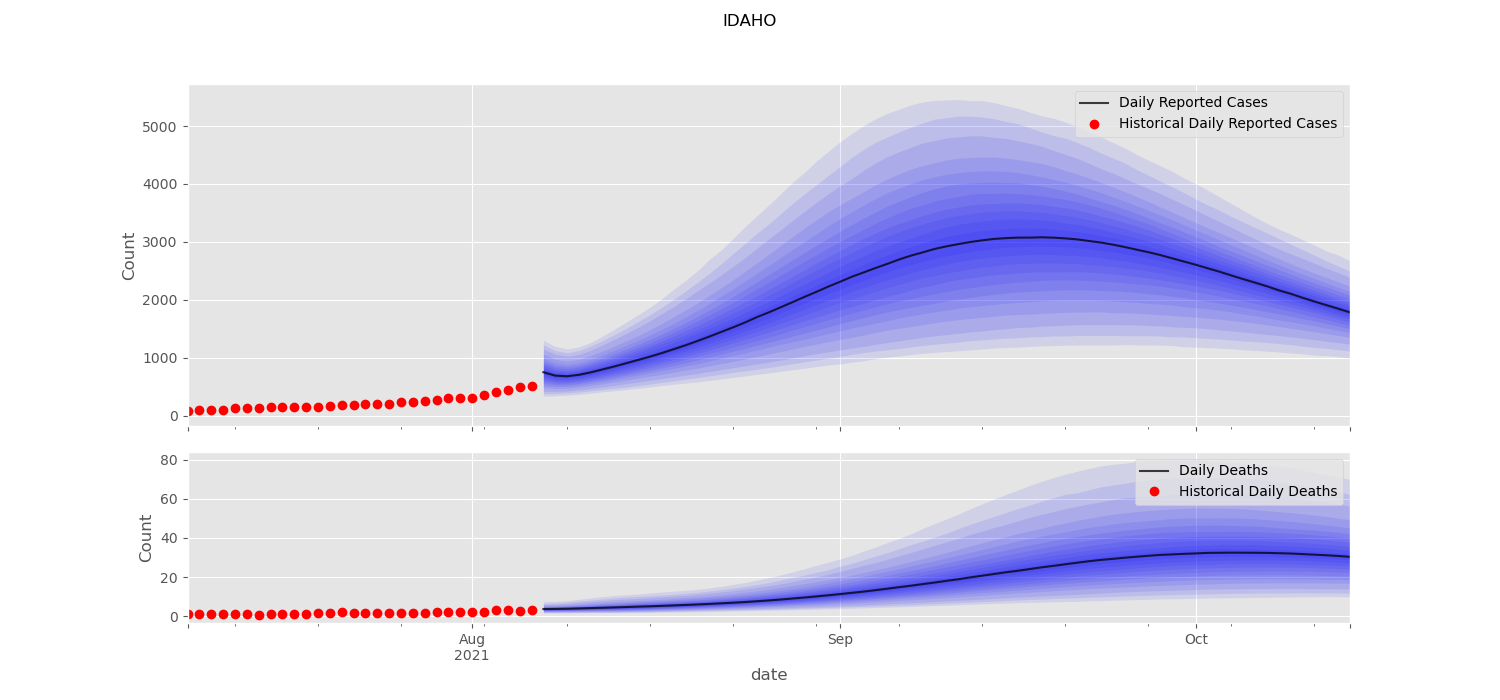 IDAHO
Daily Reported Cases
Historical Daily Reported Cases
5000
4000
3000
2000
1000
0
Count
Daily Deaths
Historical Daily Deaths
80
60
40
20
0
Count
Aug
2021
Sep
Oct
date